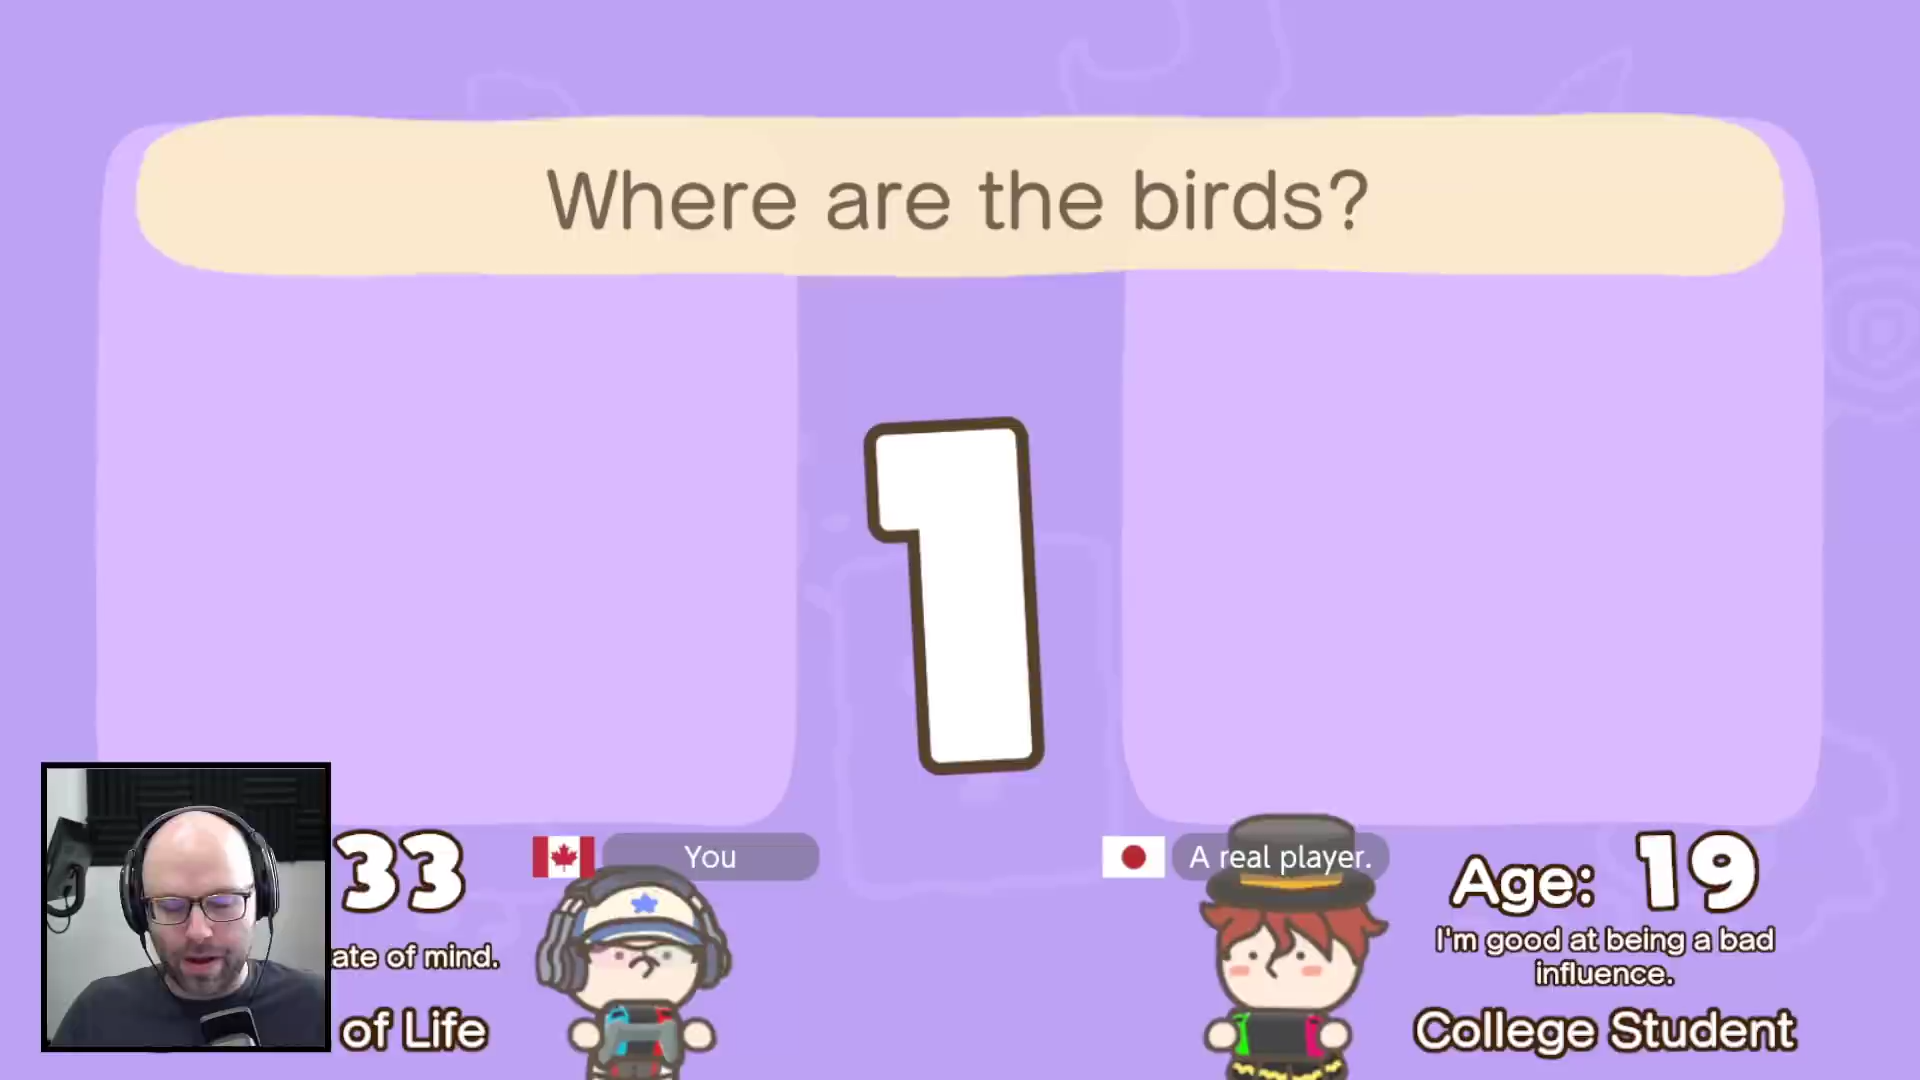 Where are the birds?
1
33
You
A real player.
Age: 19
ate of mind.
I'm good at being a bad
influence.
of Life
College Student